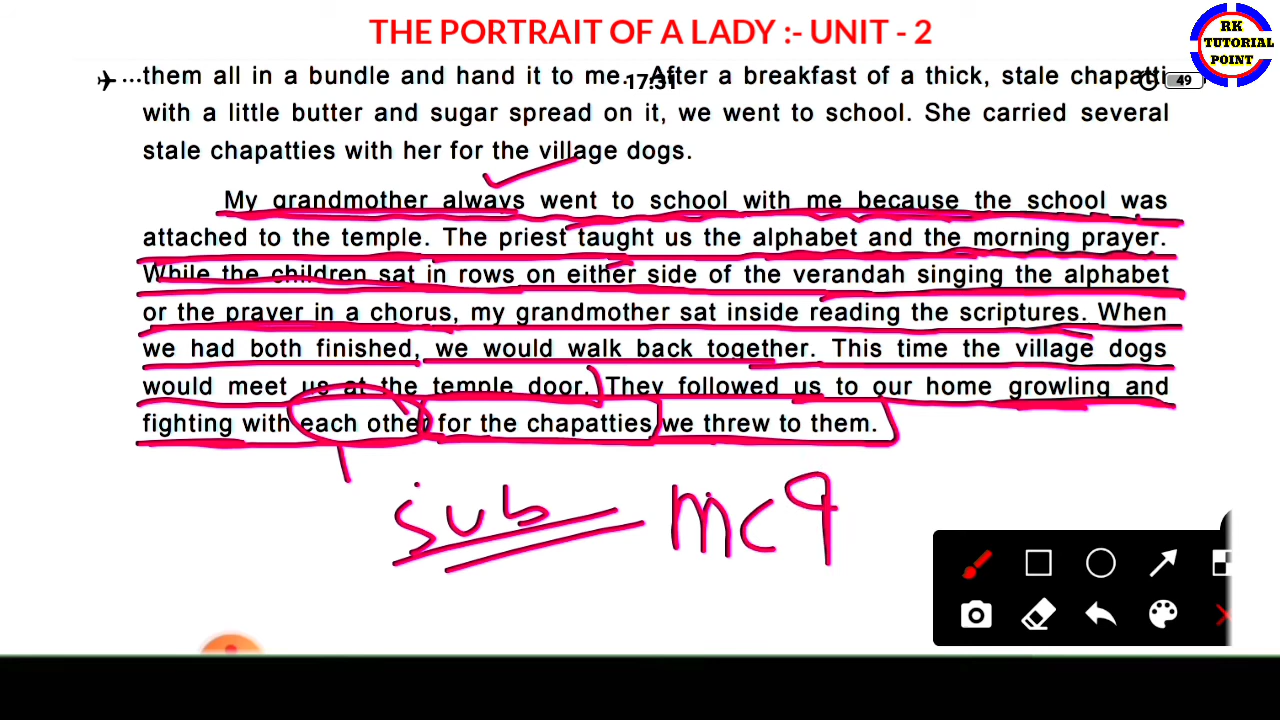 THE PORTRAIT OF A LADY :- UNIT - 2
RK
TUTORIAL
POINT
...them all in a bundle and hand it to me. After a breakfast of a thick, stale chapatti
17:31
49
with a little butter and sugar spread on it, we went to school. She carried several
stale chapatties with her for the village dogs.
My grandmother always went to school with me because the school was
attached to the temple. The priest taught us the alphabet and the morning prayer.
While the children sat in rows on either side of the verandah singing the alphabet
or the prayer in a chorus, my grandmother sat inside reading the scriptures. When
we had both finished, we would walk back together. This time the village dogs
would meet us at the temple door. They followed us to our home growling and
fighting with each other for the chapatties we threw to them.
sub mcq